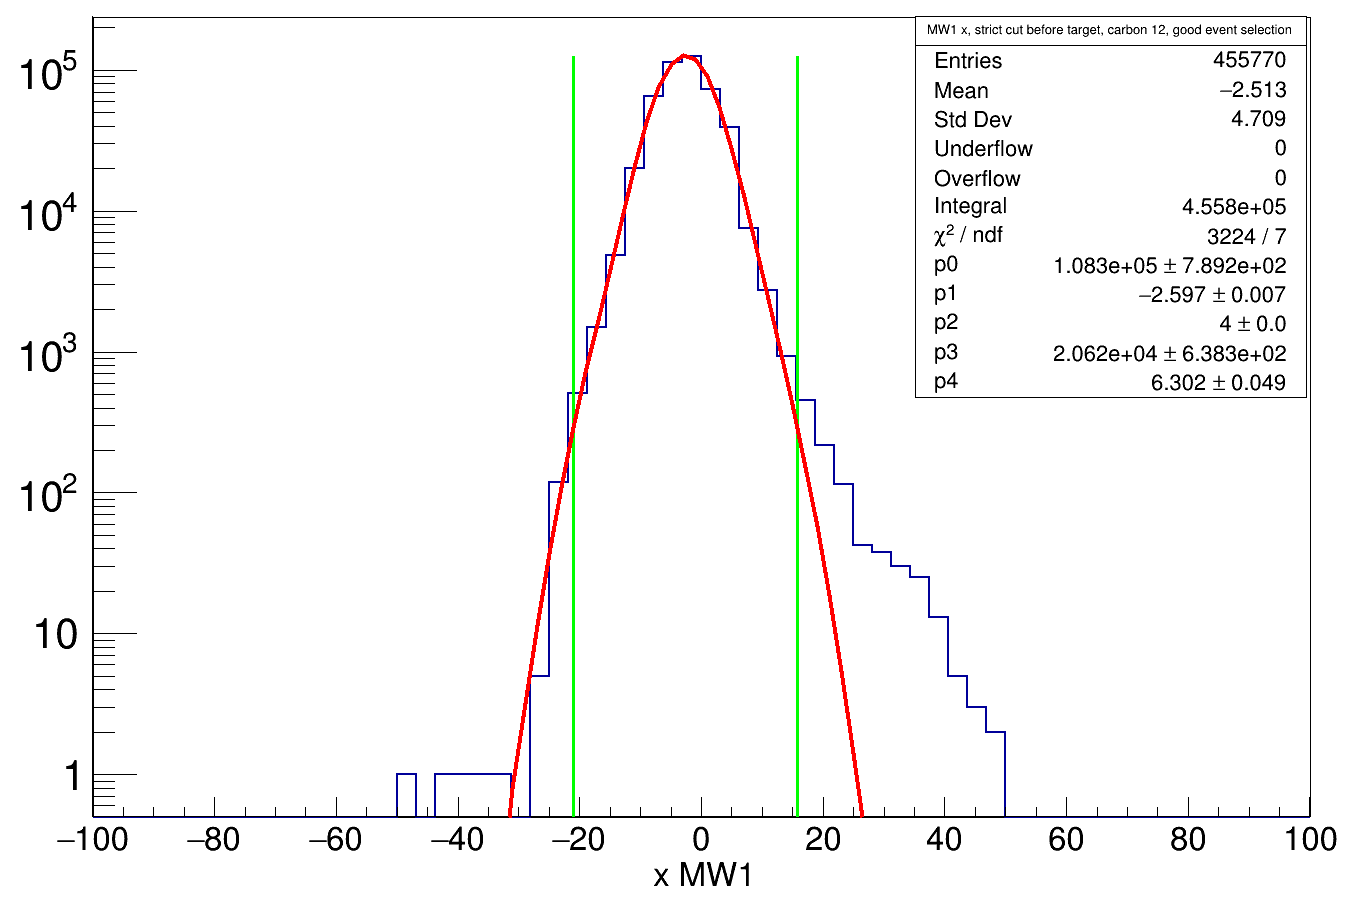 MW1 x, strict cut before target, carbon 12, good event selection
Entries 455770
Mean −2.513
Std Dev 4.709
Underflow 0
Overflow 0
Integral 4.558e+05
χ² / ndf 3224 / 7
p0 1.083e+05 ± 7.892e+02
p1 −2.597 ± 0.007
p2 4 ± 0.0
p3 2.062e+04 ± 6.383e+02
p4 6.302 ± 0.049
10⁵
10⁴
10³
10²
10
1
−100 −80 −60 −40 −20 0 20 40 60 80 100
x MW1